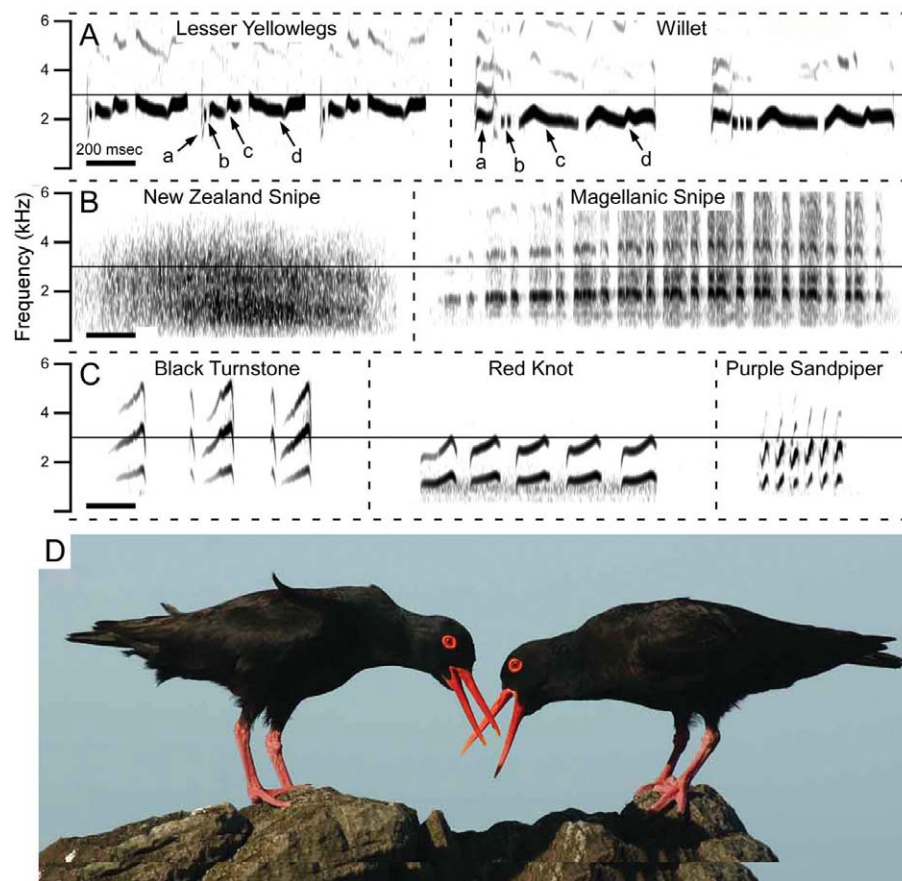 A
Lesser Yellowlegs
Willet
6
4
2
200 msec
a
b
c
d
a
b
c
d
B
New Zealand Snipe
Magellanic Snipe
6
4
2
Frequency (kHz)
C
Black Turnstone
Red Knot
Purple Sandpiper
6
4
2
D